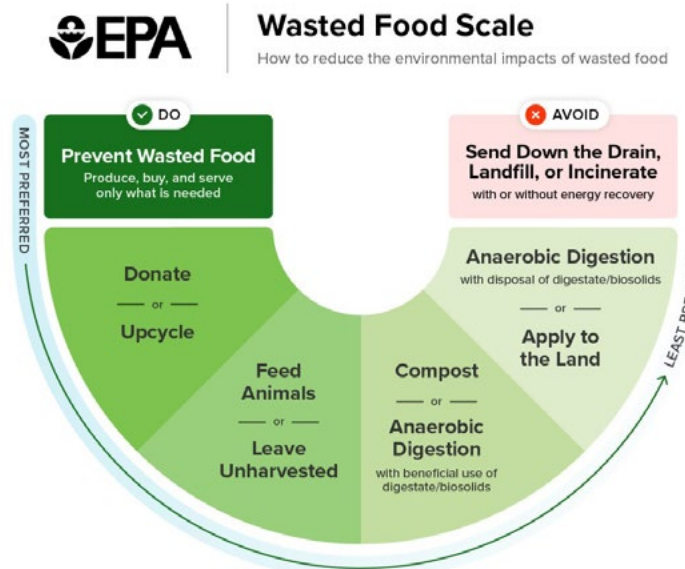 EPA
Wasted Food Scale
How to reduce the environmental impacts of wasted food
DO
AVOID
MOST PREFERRED
Prevent Wasted Food
Produce, buy, and serve
only what is needed
Send Down the Drain,
Landfill, or Incinerate
with or without energy recovery
Donate
or
Upcycle
Feed
Animals
or
Leave
Unharvested
Compost
or
Anaerobic
Digestion
with beneficial use of
digestate/biosolids
Anaerobic Digestion
with disposal of digestate/biosolids
or
Apply to
the Land
LEAST